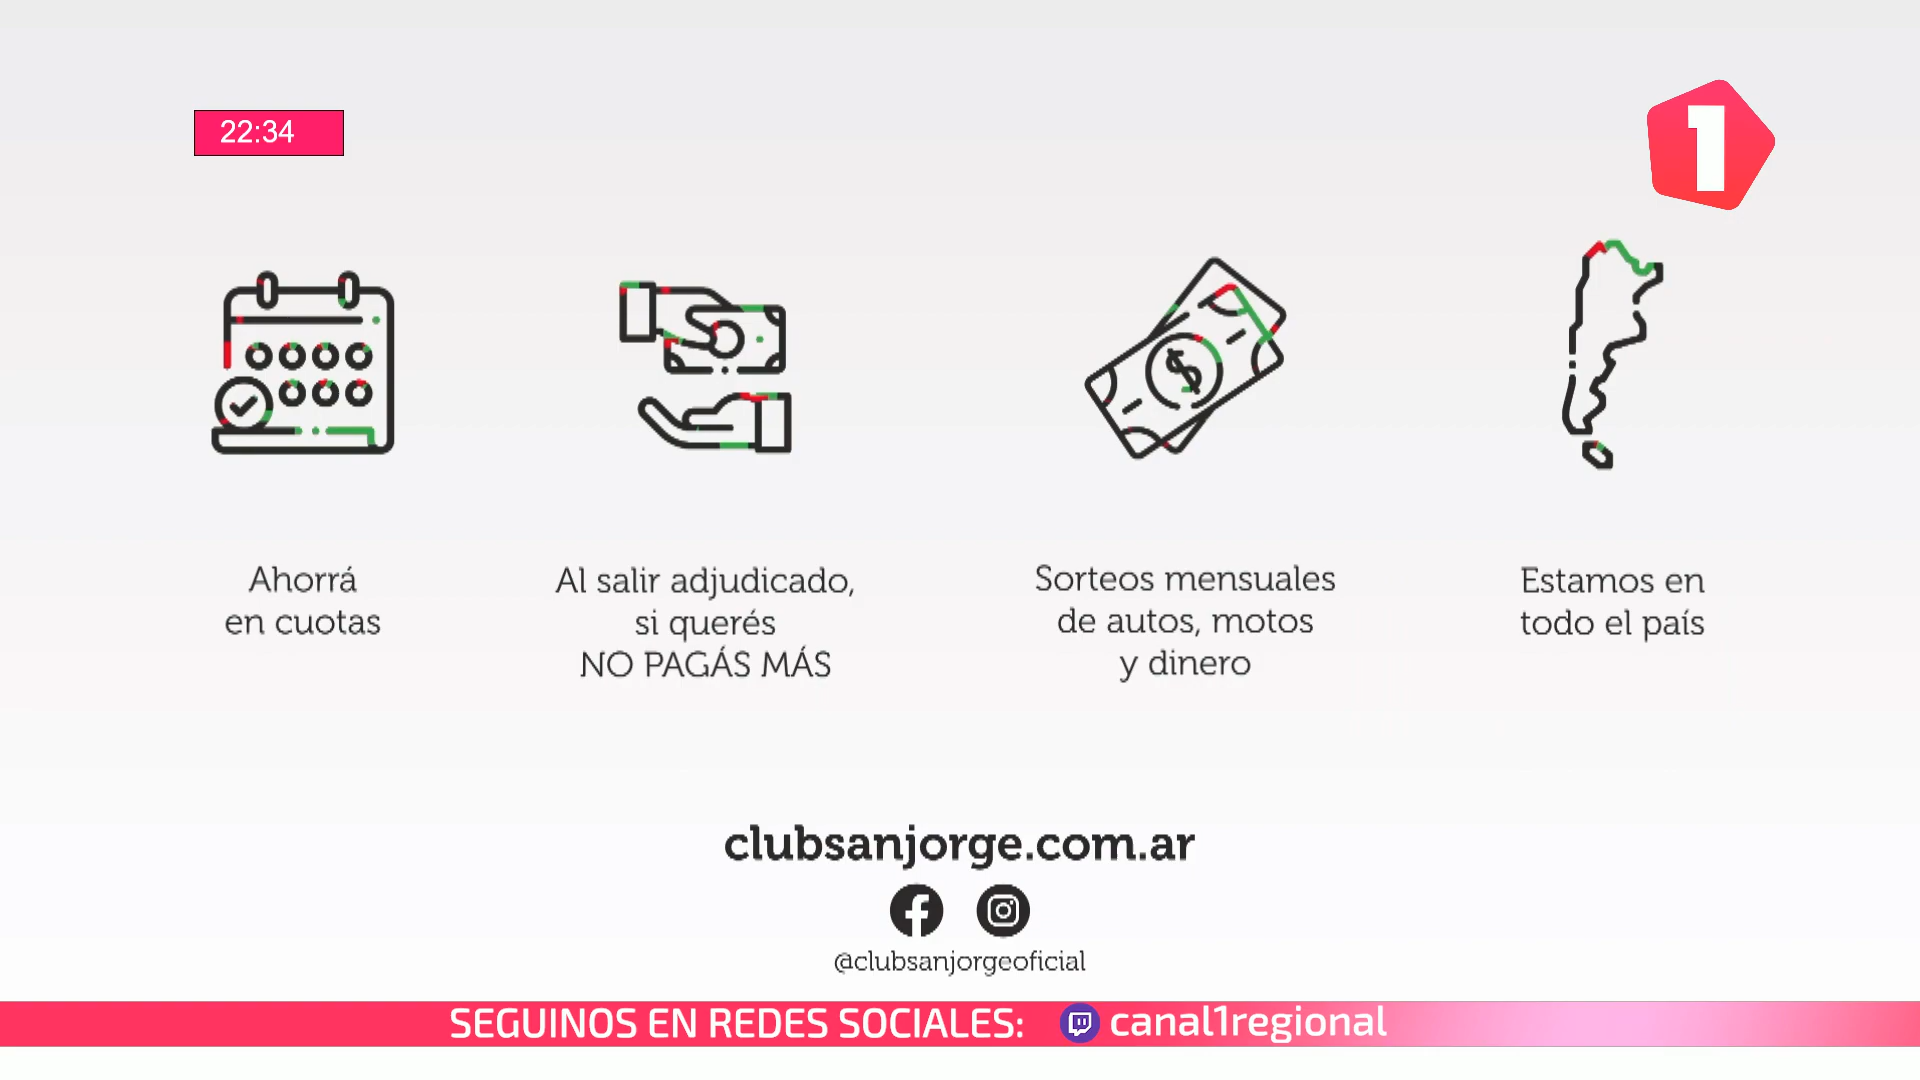 22:34
1
Ahorrá
en cuotas
Al salir adjudicado,
si querés
NO PAGÁS MÁS
$
Sorteos mensuales
de autos, motos
y dinero
Estamos en
todo el país
clubsanjorge.com.ar
@clubsanjorgeoficial
SEGUINOS EN REDES SOCIALES: canal1regional